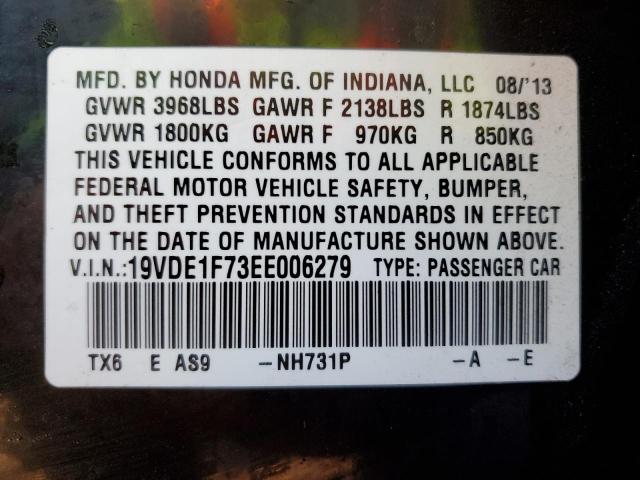 MFD. BY HONDA MFG. OF INDIANA, LLC 08/'13
GVWR 3968LBS GAWR F 2138LBS R 1874LBS
GVWR 1800KG GAWR F 970KG R 850KG
THIS VEHICLE CONFORMS TO ALL APPLICABLE
FEDERAL MOTOR VEHICLE SAFETY, BUMPER,
AND THEFT PREVENTION STANDARDS IN EFFECT
ON THE DATE OF MANUFACTURE SHOWN ABOVE.
V.I.N.:19VDE1F73EE006279 TYPE: PASSENGER CAR
TX6 E AS9 -NH731P -A -E